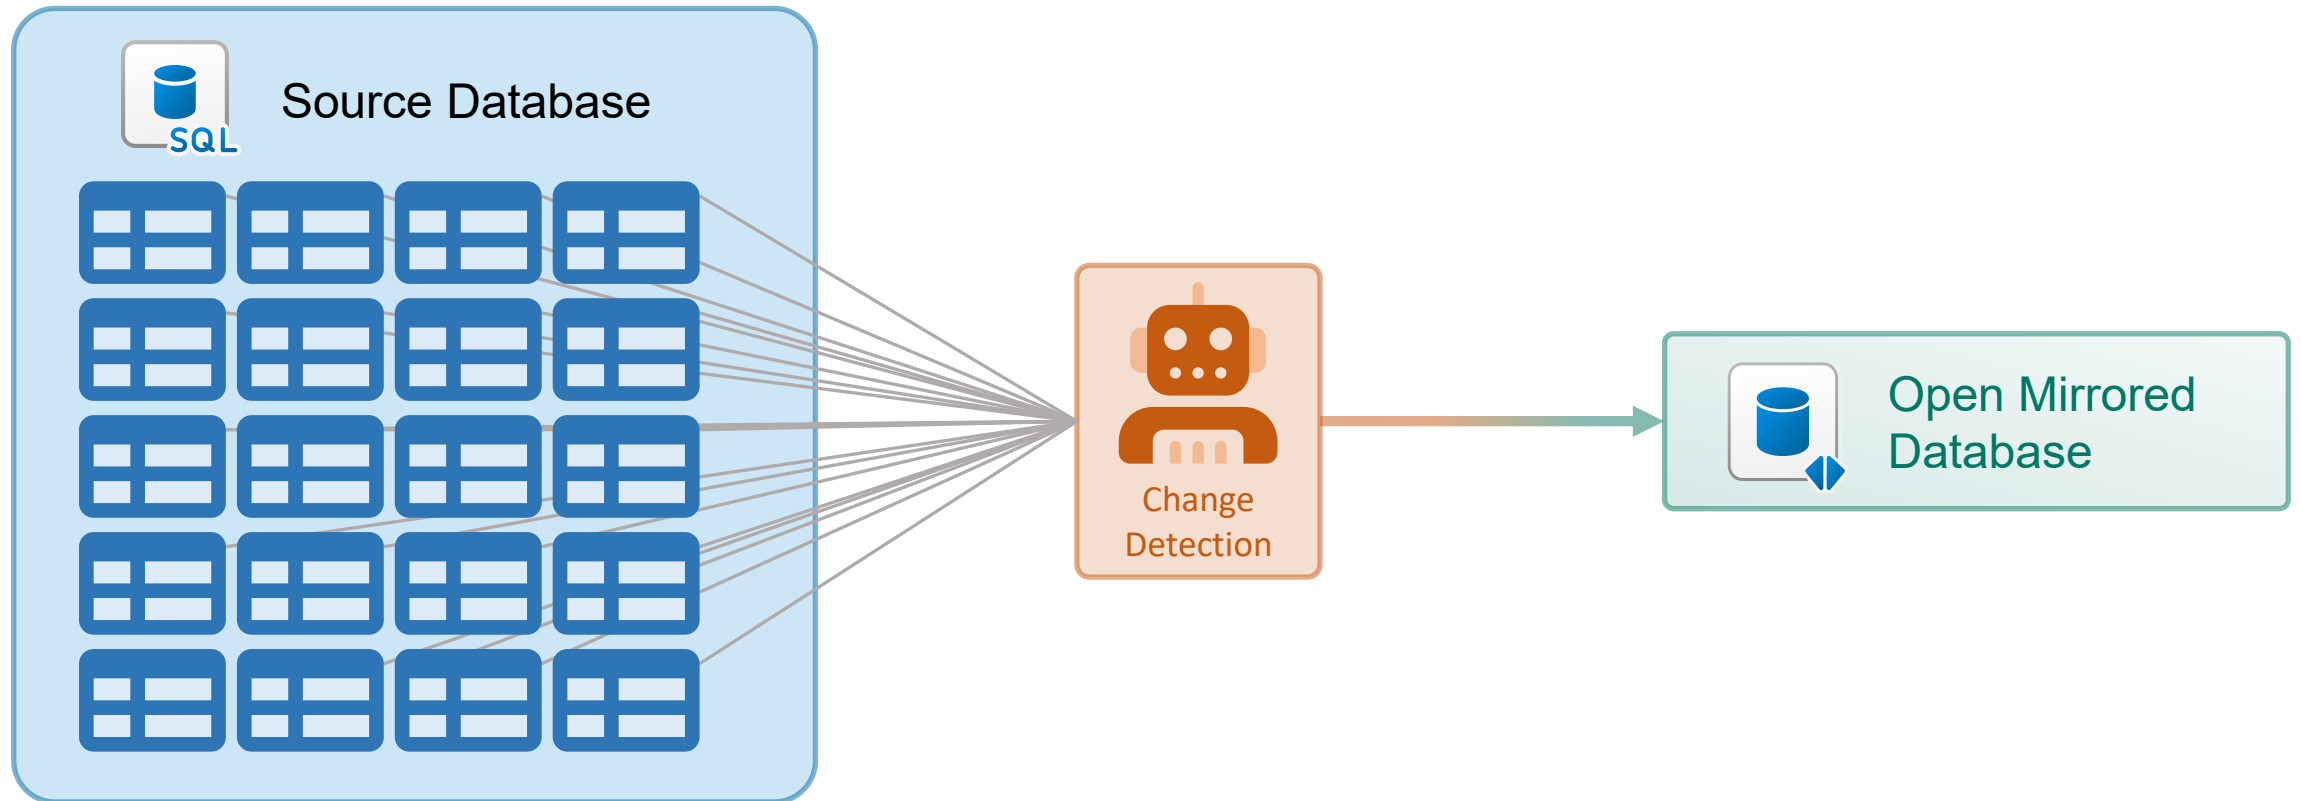 Source Database
SQL
Change
Detection
Open Mirrored
Database